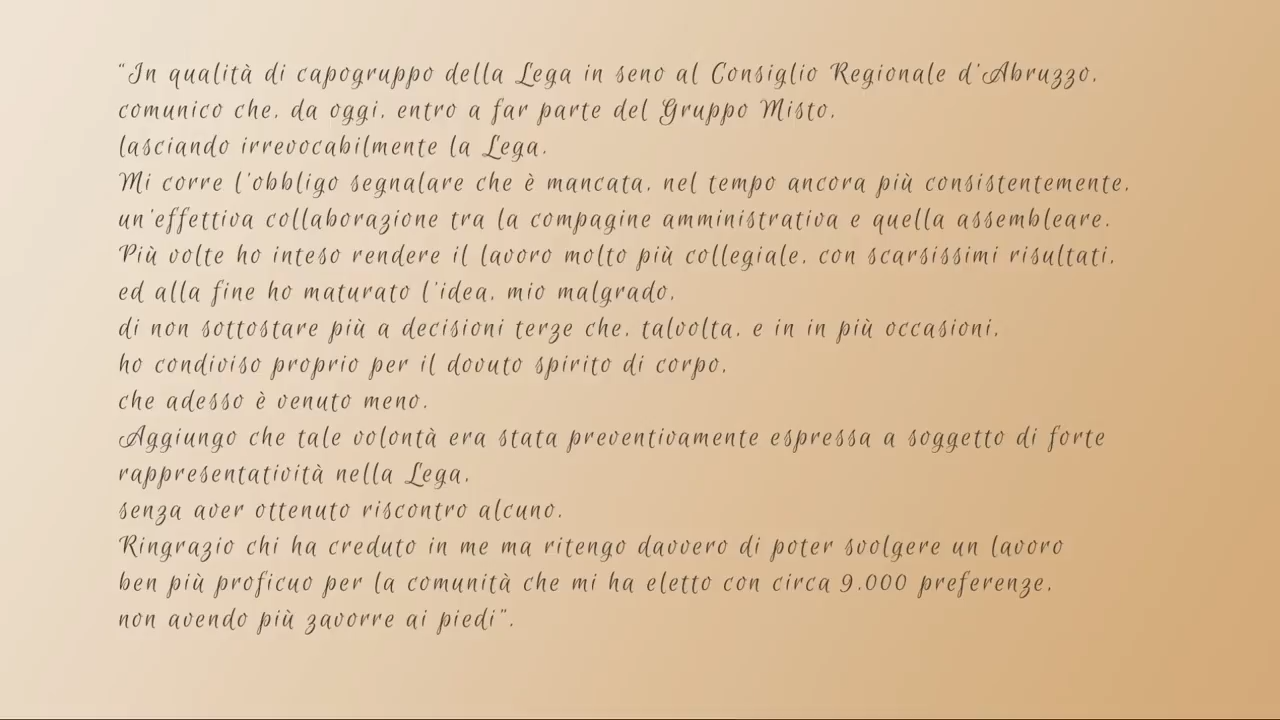 “In qualità di capogruppo della Lega in seno al Consiglio Regionale d'Abruzzo,
comunico che, da oggi, entro a far parte del Gruppo Misto,
lasciando irrevocabilmente la Lega.
Mi corre l'obbligo segnalare che è mancata, nel tempo ancora più consistentemente,
un'effettiva collaborazione tra la compagine amministrativa e quella assembleare.
Più volte ho inteso rendere il lavoro molto più collegiale, con scarsissimi risultati,
ed alla fine ho maturato l'idea, mio malgrado,
di non sottostare più a decisioni terze che, talvolta, e in in più occasioni,
ho condiviso proprio per il dovuto spirito di corpo,
che adesso è venuto meno.
Aggiungo che tale volontà era stata preventivamente espressa a soggetto di forte
rappresentatività nella Lega,
senza aver ottenuto riscontro alcuno.
Ringrazio chi ha creduto in me ma ritengo davvero di poter svolgere un lavoro
ben più proficuo per la comunità che mi ha eletto con circa 9.000 preferenze,
non avendo più zavorre ai piedi”.